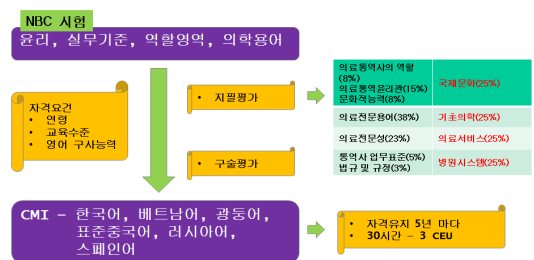 NBC 시험
윤리, 실무기준, 역할영역, 의학용어
자격요건
• 연령
• 교육수준
• 영어 구사능력
• 지필평가
• 구술평가
의료통역사의 역할
(8%)
의료통역윤리관(15%)
문화적능력(8%)
국제문화(25%)
의료전문용어(38%)
기초의학(25%)
의료전문성(23%)
의료서비스(25%)
통역사 업무표준(5%)
법규 및 규정(3%)
병원시스템(25%)
CMI – 한국어, 베트남어, 광둥어,
표준중국어, 러시아어,
스페인어
• 자격유지 5년 마다
• 30시간 – 3 CEU